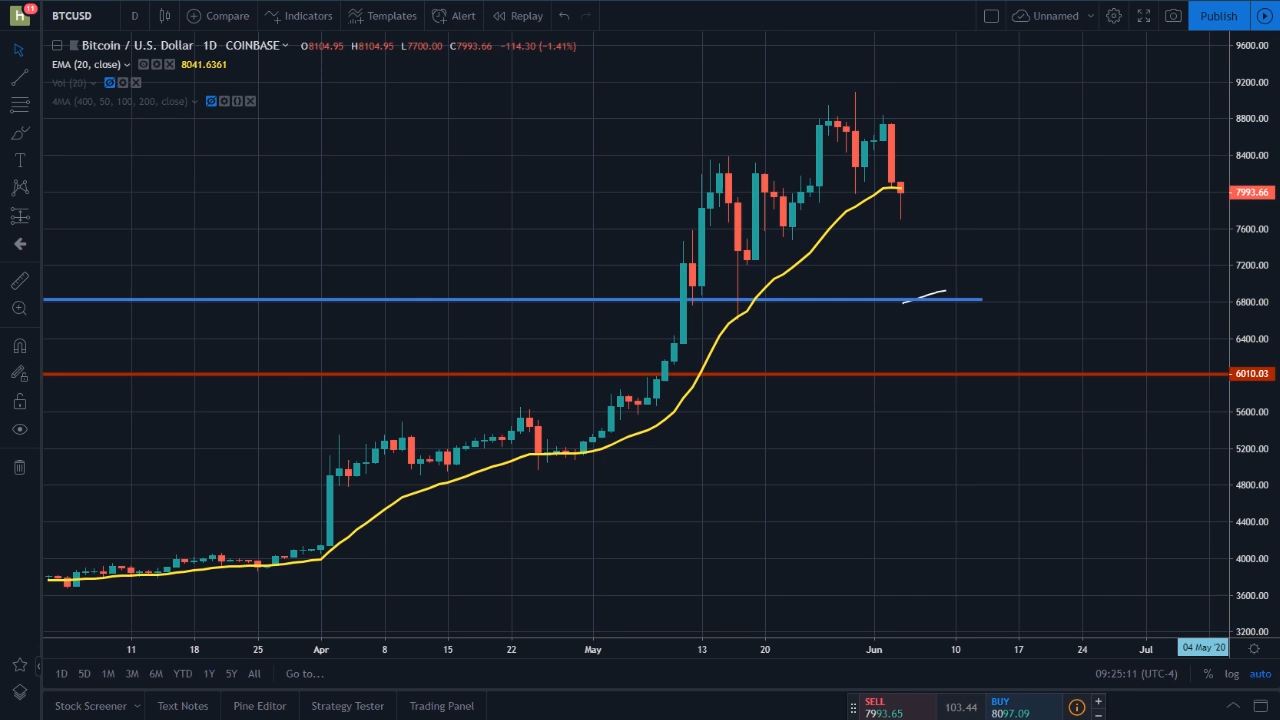 h 11 BTCUSD D Compare Indicators Templates Alert Replay Unnamed Publish
Bitcoin / U.S. Dollar 1D COINBASE O8104.95 H8104.95 L7700.00 C7993.66 −114.30 (−1.41%)
EMA (20, close) 8041.6361
Vol (20)
4MA (400, 50, 100, 200, close)
9600.00
9200.00
8800.00
8400.00
7993.66
7600.00
7200.00
6800.00
6400.00
6010.03
5600.00
5200.00
4800.00
4400.00
4000.00
3600.00
3200.00
11 18 25 Apr 8 15 22 May 13 20 Jun 10 17 24 Jul 04 May '20
1D 5D 1M 3M 6M YTD 1Y 5Y All Go to... 09:25:11 (UTC-4) % log auto
Stock Screener Text Notes Pine Editor Strategy Tester Trading Panel
SELL
7993.65
103.44
BUY
8097.09